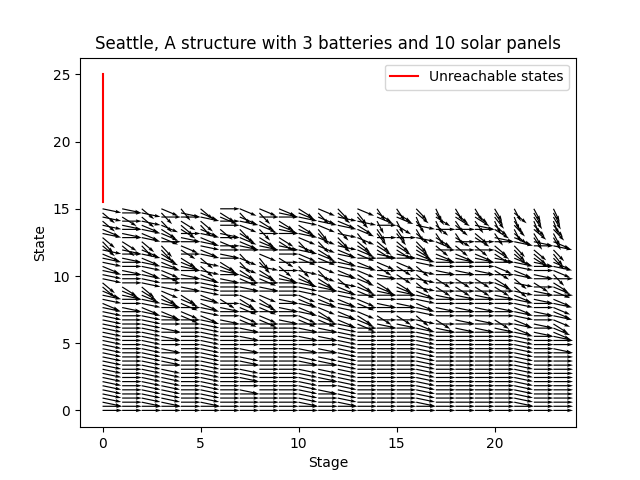 Seattle, A structure with 3 batteries and 10 solar panels
Unreachable states
25
20
15
10
5
0
State
0 5 10 15 20
Stage